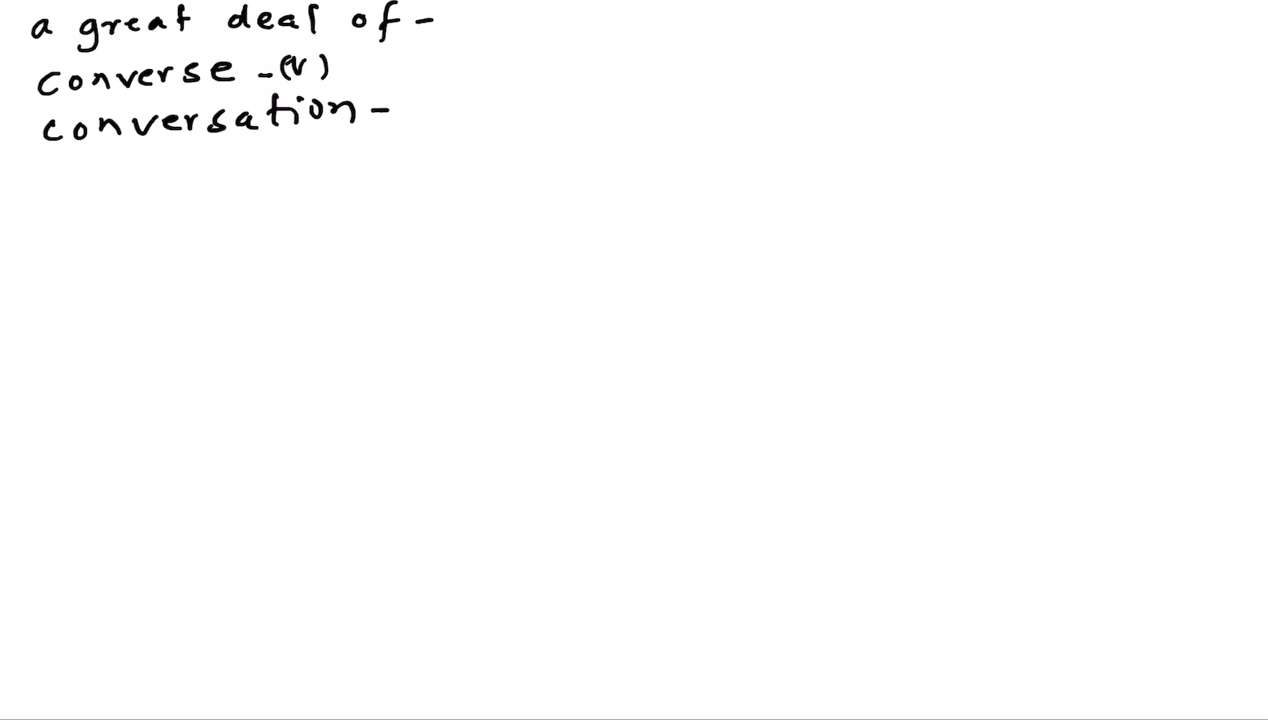 a great deal of -
converse - (v)
conversation -